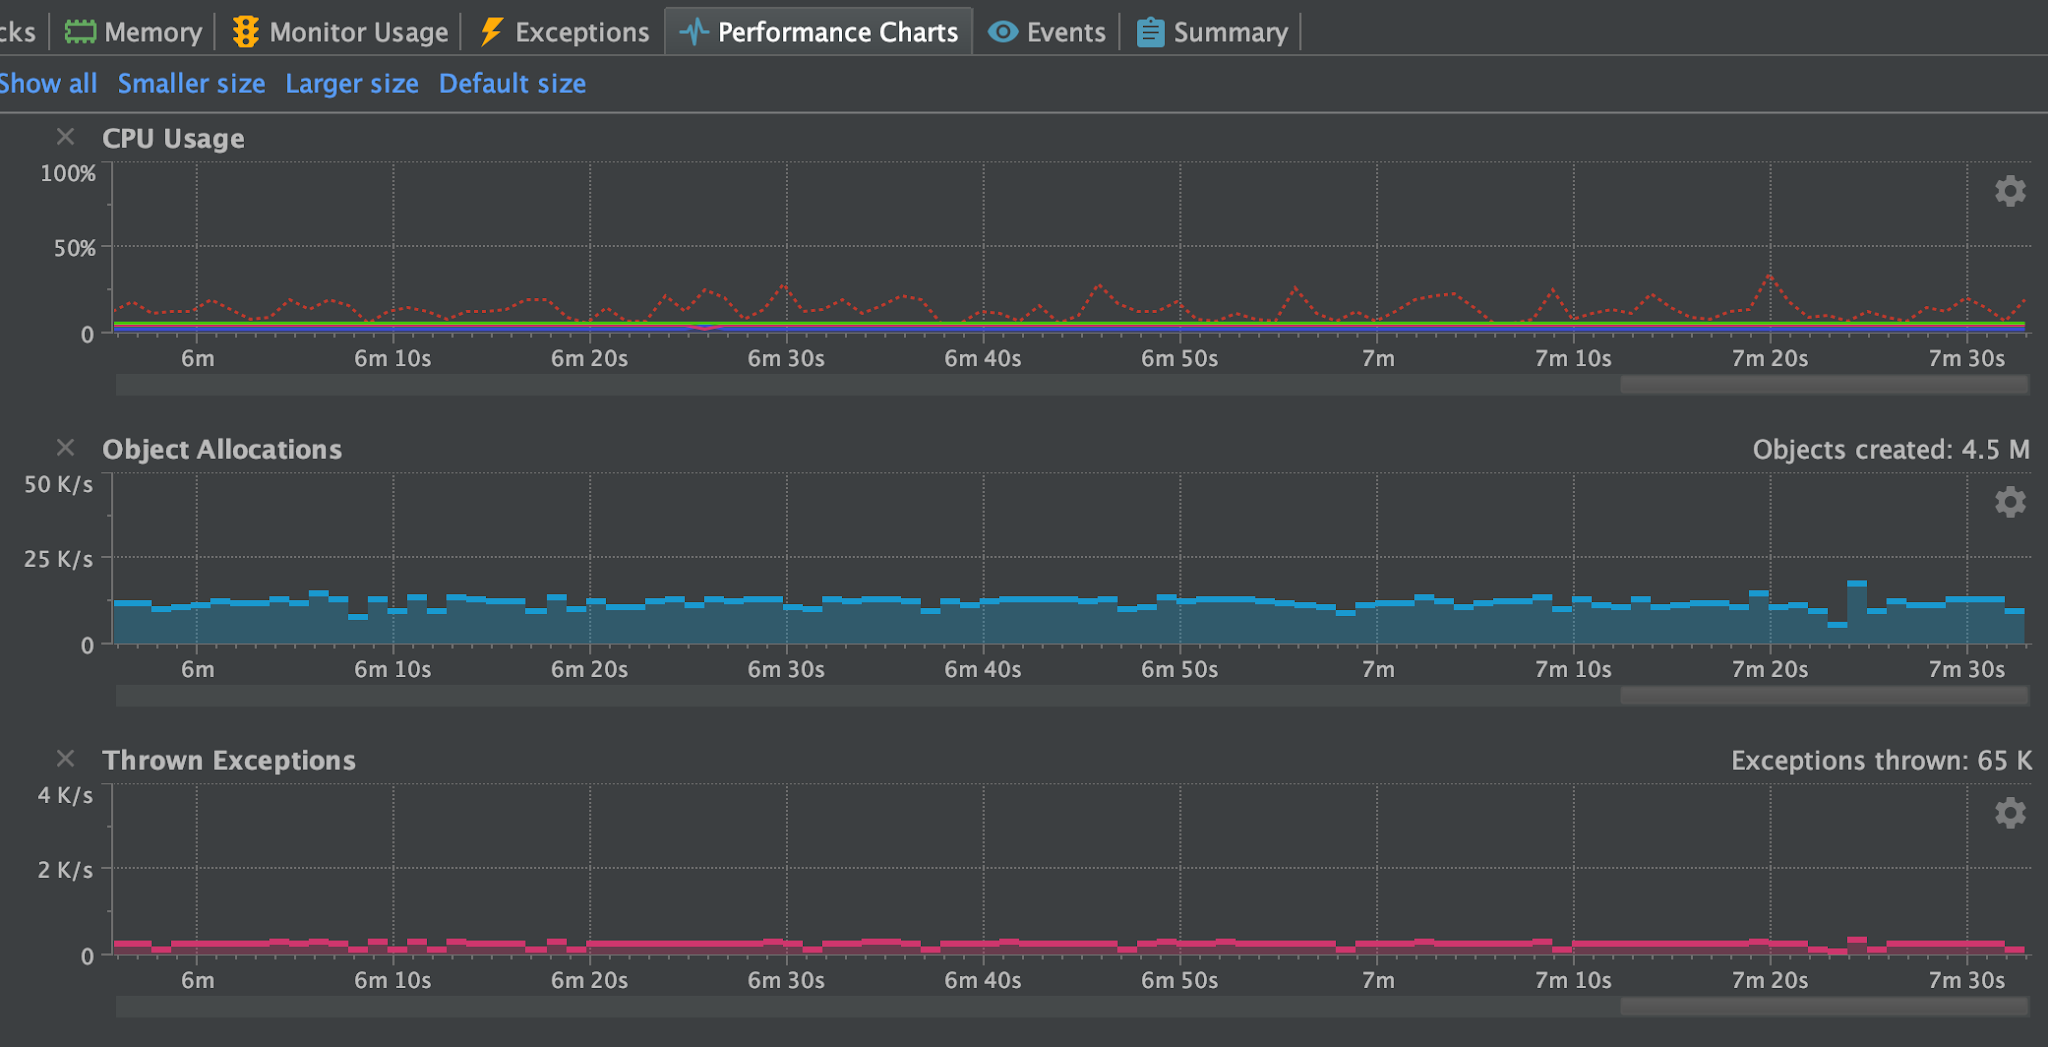 cks Memory Monitor Usage Exceptions Performance Charts Events Summary
Show all Smaller size Larger size Default size
CPU Usage
100%
50%
0
6m 6m 10s 6m 20s 6m 30s 6m 40s 6m 50s 7m 7m 10s 7m 20s 7m 30s
Object Allocations Objects created: 4.5 M
50 K/s
25 K/s
0
6m 6m 10s 6m 20s 6m 30s 6m 40s 6m 50s 7m 7m 10s 7m 20s 7m 30s
Thrown Exceptions Exceptions thrown: 65 K
4 K/s
2 K/s
0
6m 6m 10s 6m 20s 6m 30s 6m 40s 6m 50s 7m 7m 10s 7m 20s 7m 30s